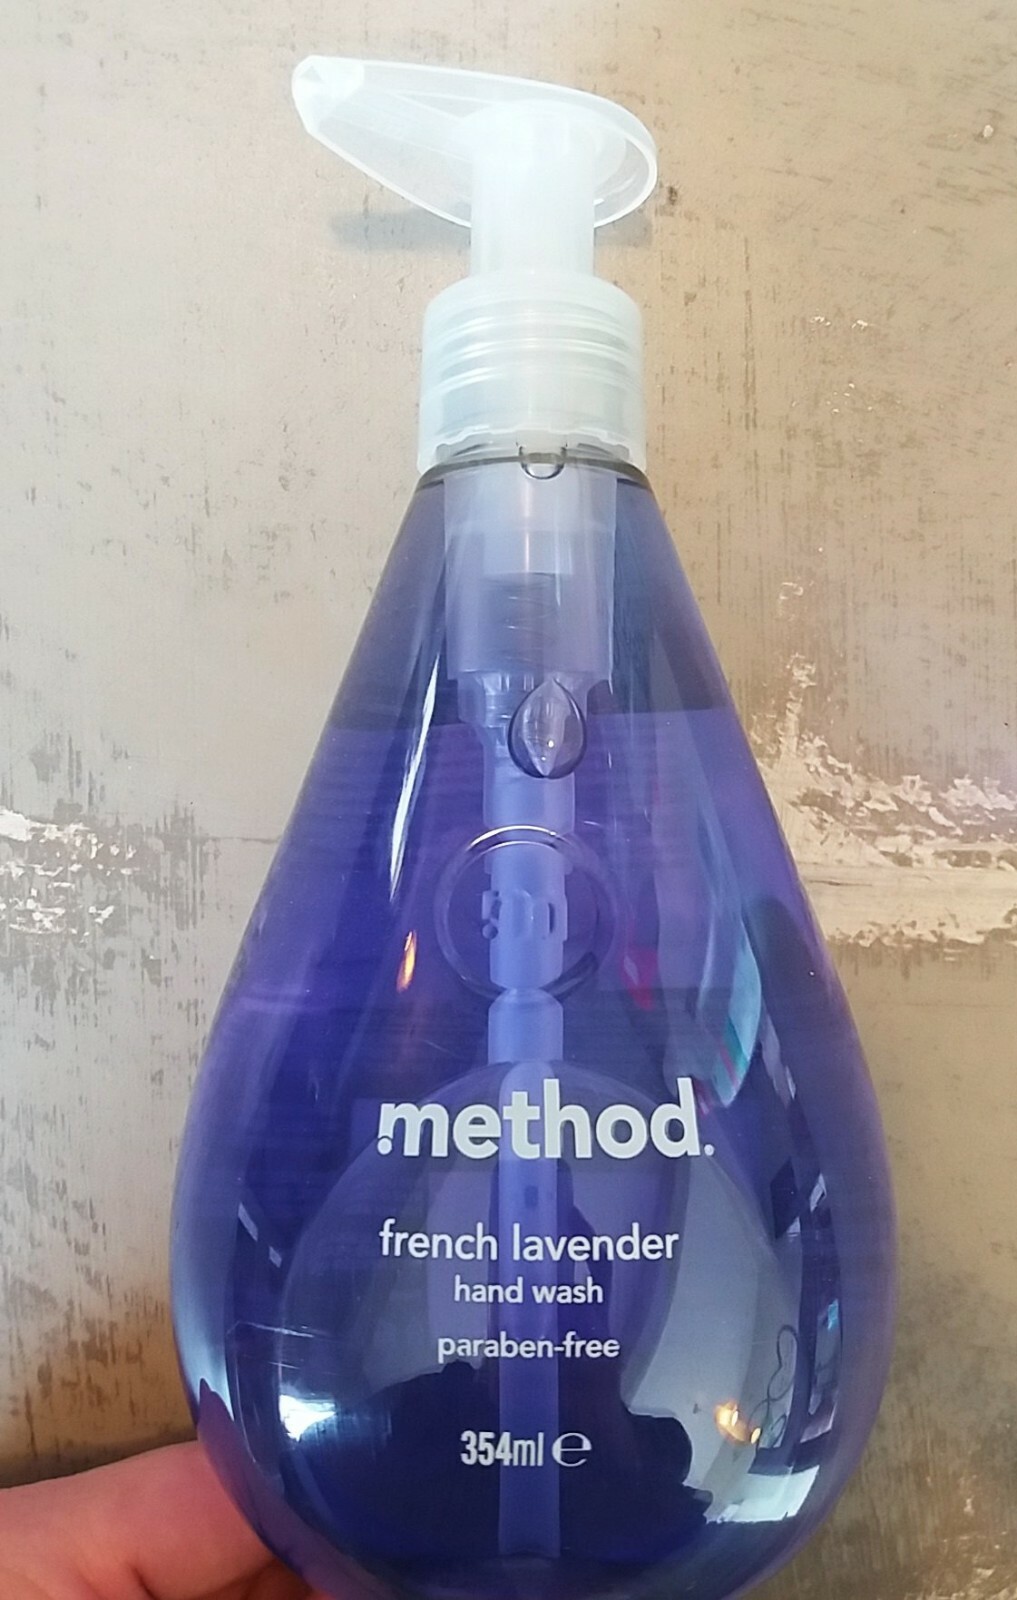 method.
french lavender
hand wash
paraben-free
354ml ℮